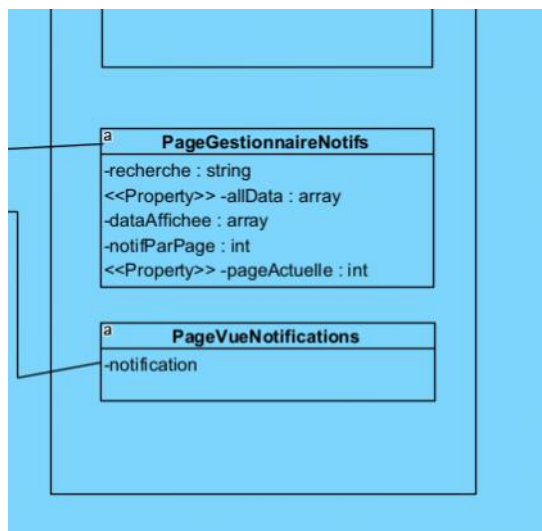 a
PageGestionnaireNotifs
-recherche : string
<<Property>> -allData : array
-dataAffichee : array
-notifParPage : int
<<Property>> -pageActuelle : int
a
PageVueNotifications
-notification